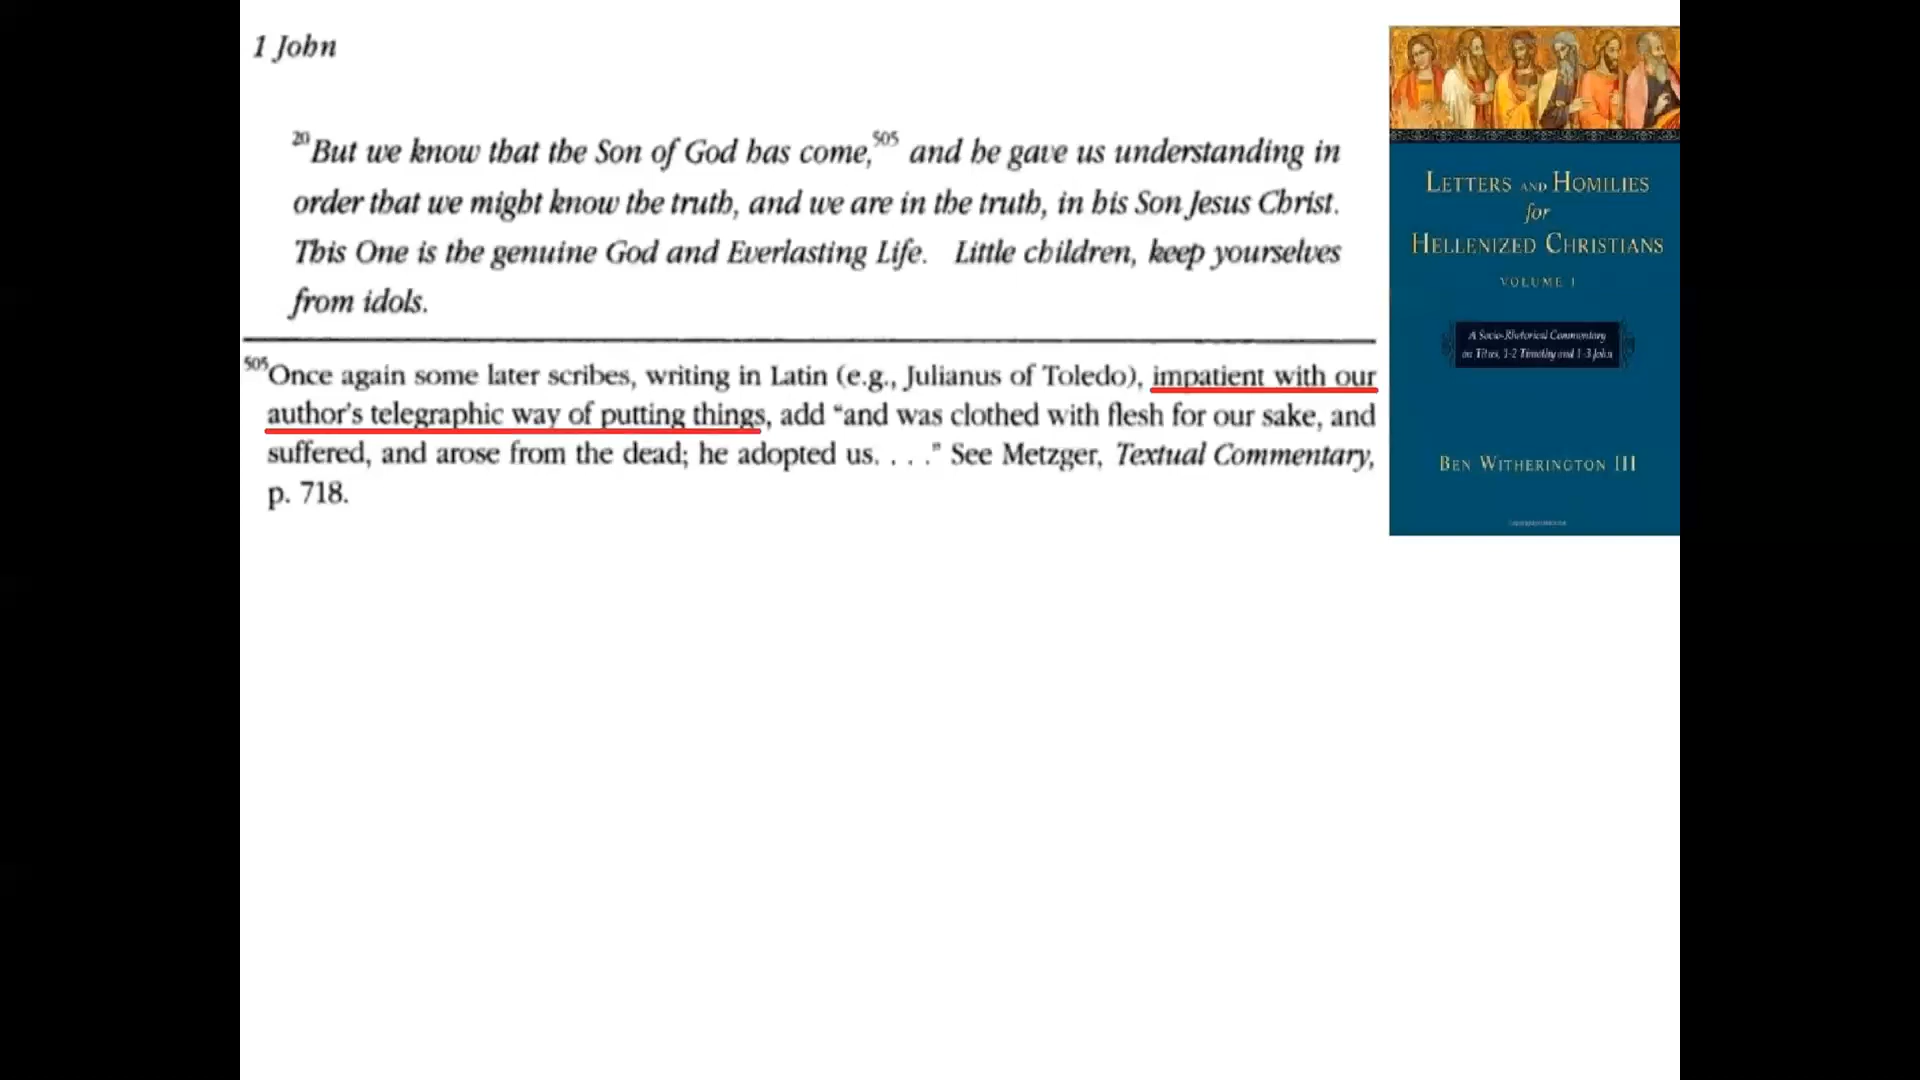 1 John
20But we know that the Son of God has come,505 and he gave us understanding in
order that we might know the truth, and we are in the truth, in his Son Jesus Christ.
This One is the genuine God and Everlasting Life. Little children, keep yourselves
from idols.
505Once again some later scribes, writing in Latin (e.g., Julianus of Toledo), impatient with our
author's telegraphic way of putting things, add “and was clothed with flesh for our sake, and
suffered, and arose from the dead; he adopted us. . . .” See Metzger, Textual Commentary,
p. 718.
LETTERS AND HOMILIES
for
HELLENIZED CHRISTIANS
VOLUME I
A Socio-Rhetorical Commentary
on Titus, 1-2 Timothy and 1-3 John
BEN WITHERINGTON III